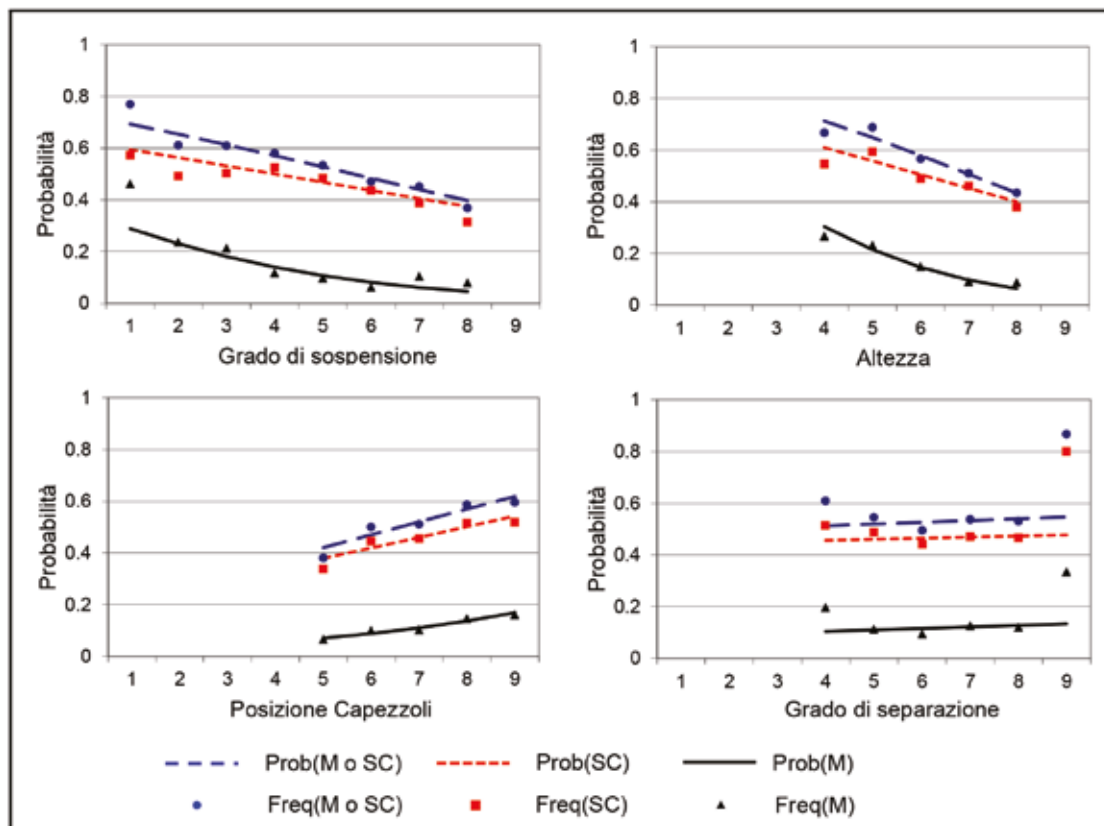 1
0.8
0.6
0.4
0.2
0
Probabilità
1 2 3 4 5 6 7 8 9
Grado di sospensione
1
0.8
0.6
0.4
0.2
0
Probabilità
1 2 3 4 5 6 7 8 9
Altezza
1
0.8
0.6
0.4
0.2
0
Probabilità
1 2 3 4 5 6 7 8 9
Posizione Capezzoli
1
0.8
0.6
0.4
0.2
0
Probabilità
1 2 3 4 5 6 7 8 9
Grado di separazione
Prob(M o SC) Prob(SC) Prob(M)
Freq(M o SC) Freq(SC) Freq(M)